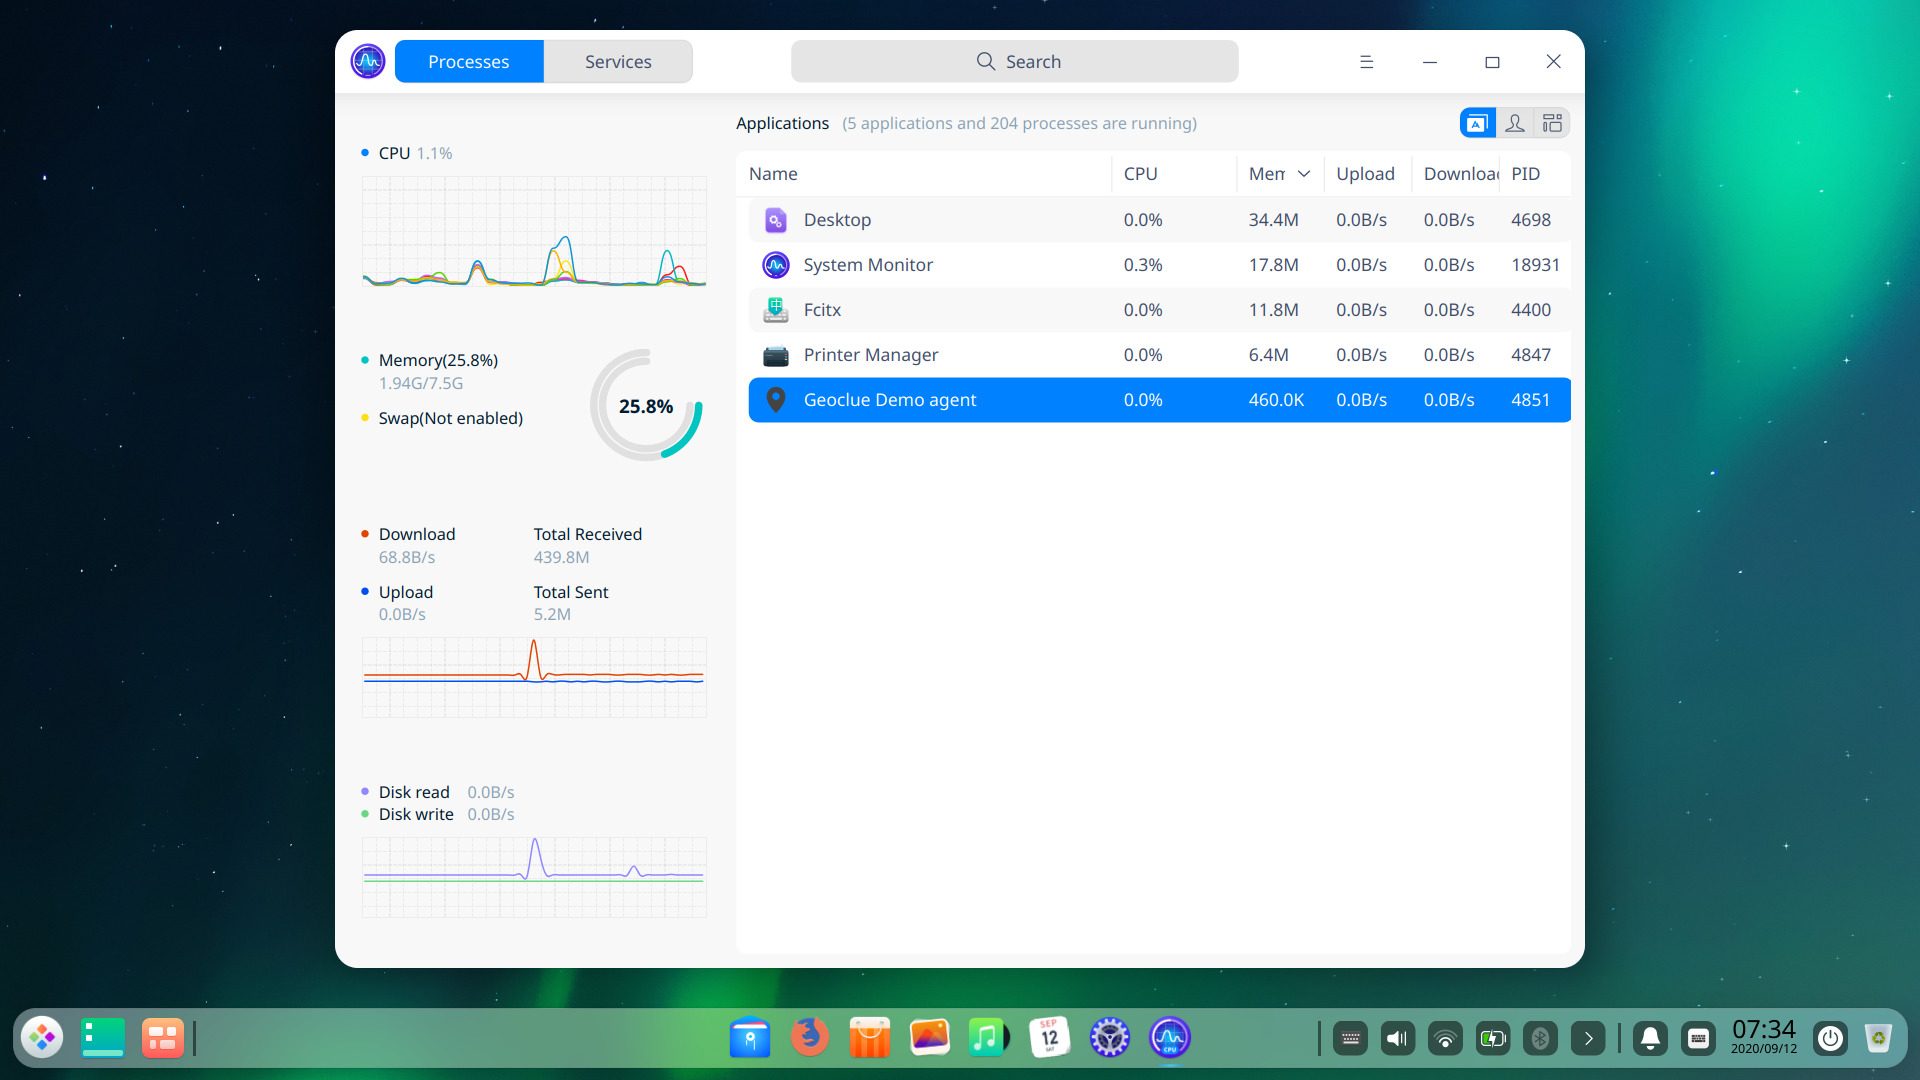 Processes Services Search
Applications (5 applications and 204 processes are running)
CPU 1.1%
Memory(25.8%)
1.94G/7.5G
Swap(Not enabled)
25.8%
Download Total Received
68.8B/s 439.8M
Upload Total Sent
0.0B/s 5.2M
Disk read 0.0B/s
Disk write 0.0B/s
Name CPU Mem Upload Download PID
Desktop 0.0% 34.4M 0.0B/s 0.0B/s 4698
System Monitor 0.3% 17.8M 0.0B/s 0.0B/s 18931
Fcitx 0.0% 11.8M 0.0B/s 0.0B/s 4400
Printer Manager 0.0% 6.4M 0.0B/s 0.0B/s 4847
Geoclue Demo agent 0.0% 460.0K 0.0B/s 0.0B/s 4851
SEP
12
SAT
CPU
07:34
2020/09/12